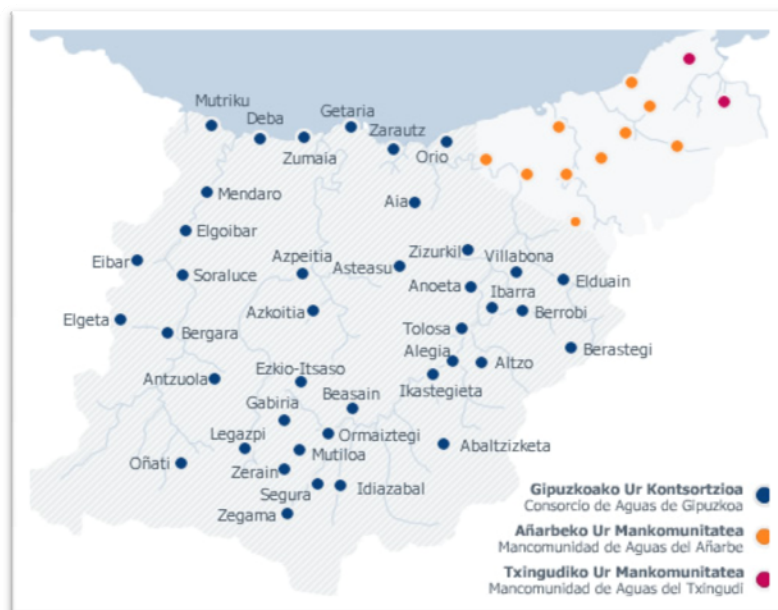 Mutriku
Deba
Getaria
Zumaia
Zarautz
Orio
Mendaro
Aia
Elgoibar
Eibar
Soraluce
Azpeitia
Asteasu
Zizurkil
Villabona
Elduain
Anoeta
Ibarra
Berrobi
Elgeta
Bergara
Azkoitia
Tolosa
Alegia
Altzo
Berastegi
Antzuola
Ezkio-Itsaso
Beasain
Ikastegieta
Gabiria
Legazpi
Ormaiztegi
Abaltzizketa
Oñati
Mutiloa
Zerain
Segura
Idiazabal
Zegama
Gipuzkoako Ur Kontsortzioa
Consorcio de Aguas de Gipuzkoa
Añarbeko Ur Mankomunitatea
Mancomunidad de Aguas del Añarbe
Txingudiko Ur Mankomunitatea
Mancomunidad de Aguas del Txingudi